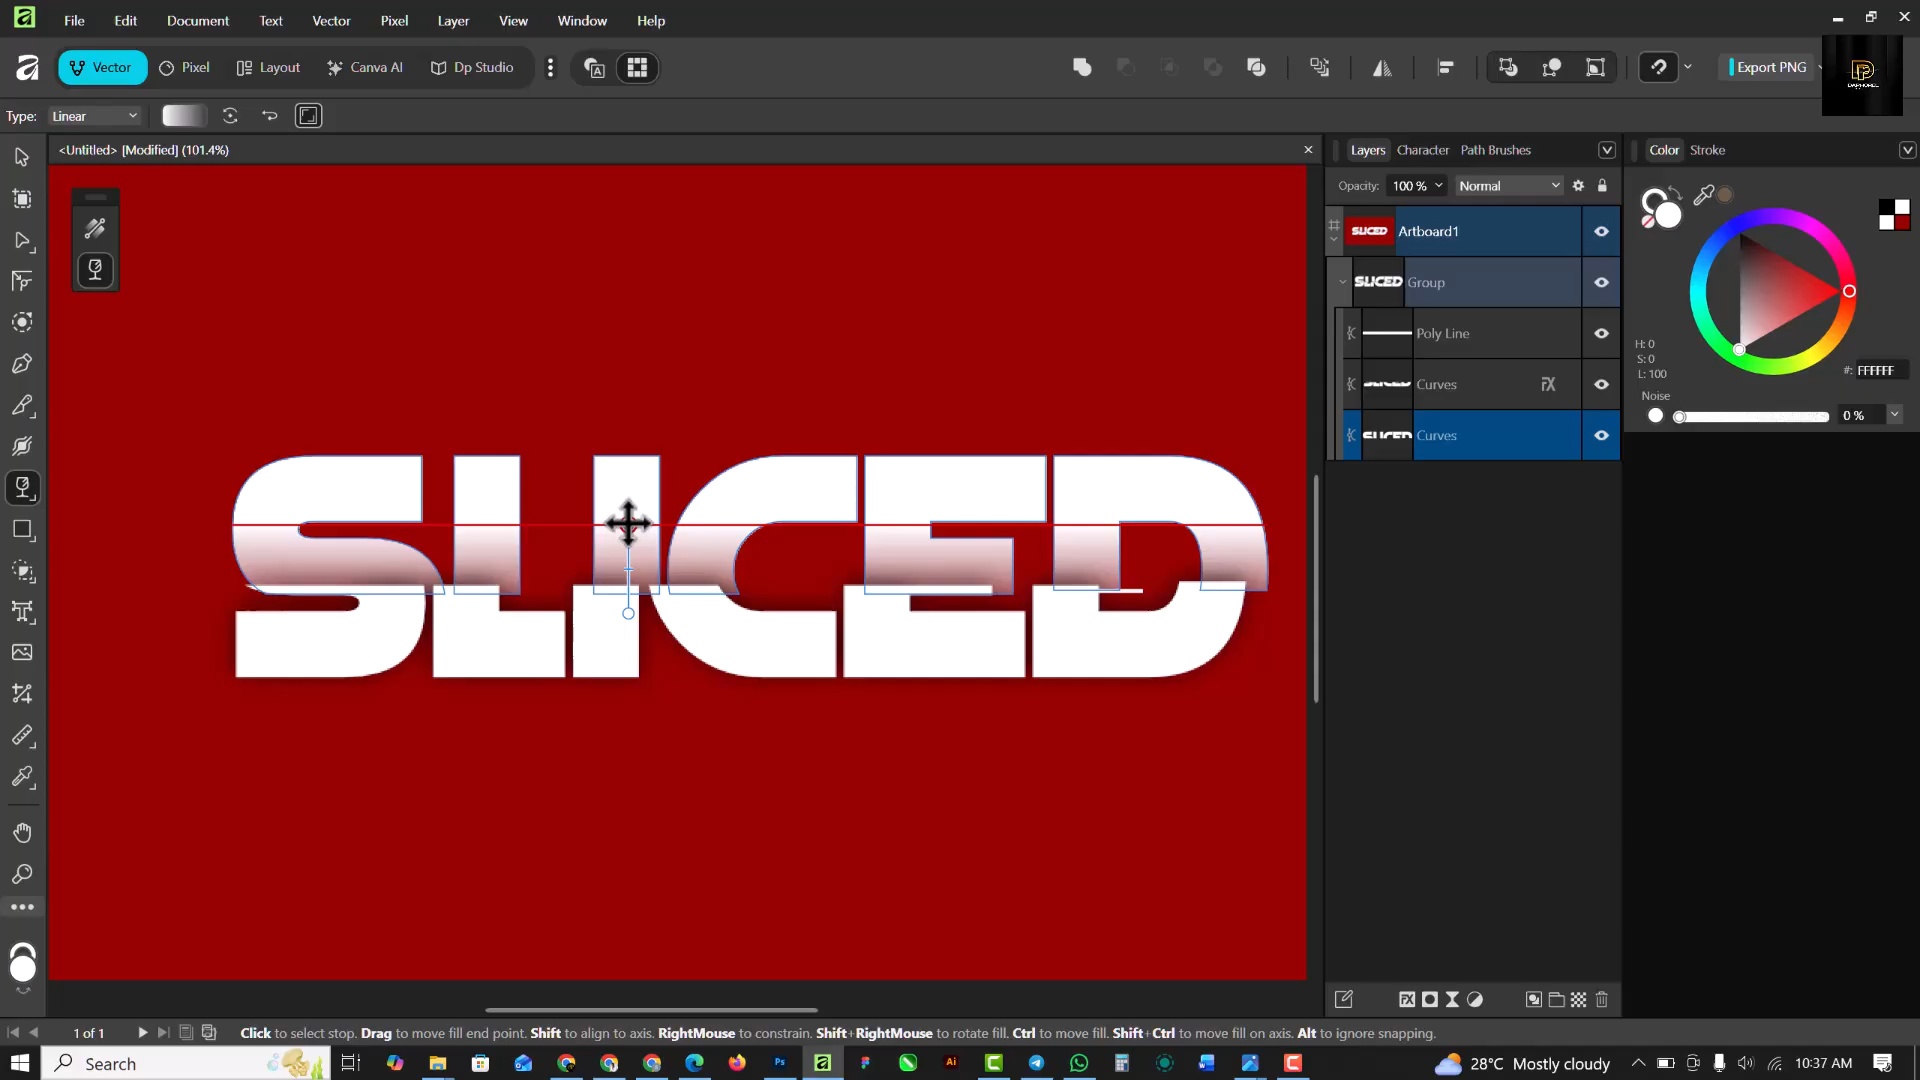 File Edit Document Text Vector Pixel Layer View Window Help
Vector Pixel Layout Canva AI Dp Studio Export PNG
Type: Linear
<Untitled> [Modified] (101.4%)
Layers Character Path Brushes
Color Stroke
Opacity: 100 % Normal
SLICED Artboard1
SLICED Group
Poly Line
Curves
Curves
H: 0
S: 0
L: 100
#: FFFFFF
Noise
0 %
SLICED
1 of 1
Click to select stop. Drag to move fill end point. Shift to align to axis. RightMouse to constrain. Shift+RightMouse to rotate fill. Ctrl to move fill. Shift+Ctrl to move fill on axis. Alt to ignore snapping.
Search
28°C Mostly cloudy
10:37 AM